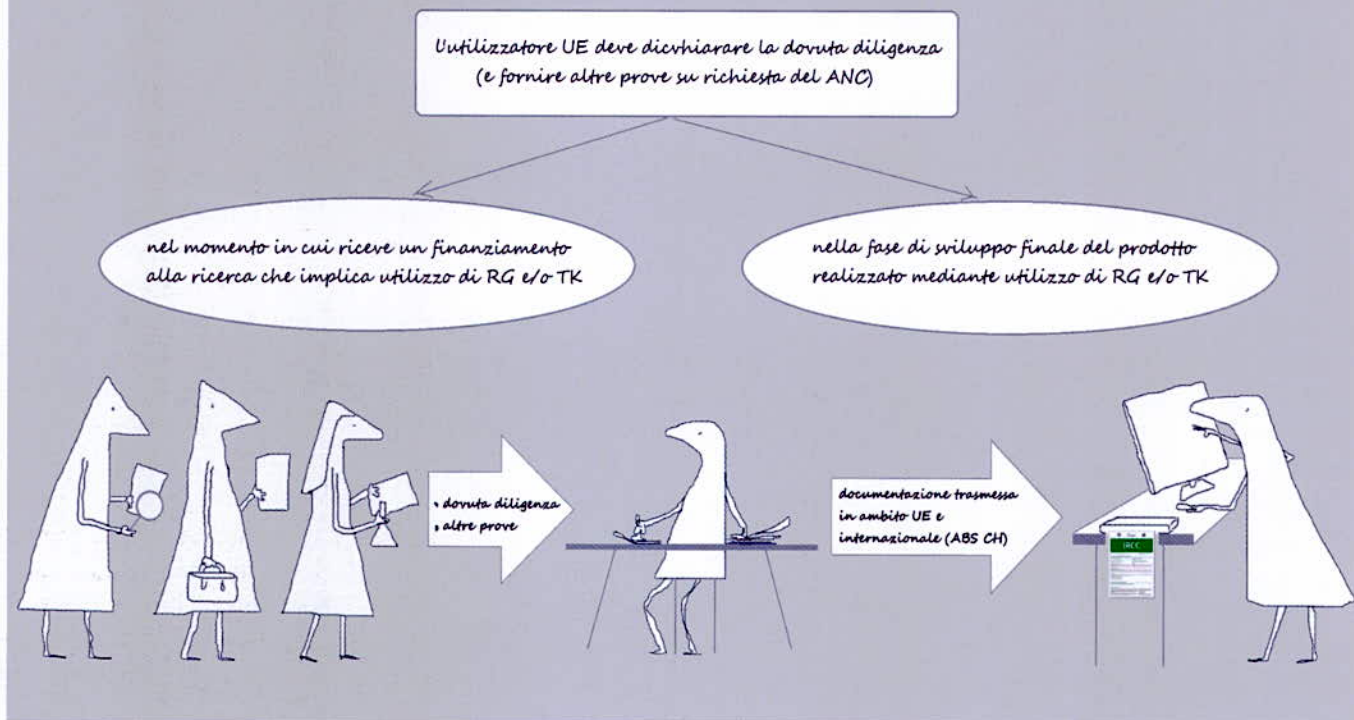 L'utilizzatore UE deve dicvhiarare la dovuta diligenza
(e fornire altre prove su richiesta del ANC)
nel momento in cui riceve un finanziamento
alla ricerca che implica utilizzo di RG e/o TK
nella fase di sviluppo finale del prodotto
realizzato mediante utilizzo di RG e/o TK
• dovuta diligenza
• altre prove
documentazione trasmessa
in ambito UE e
internazionale (ABS CH)
IRCC